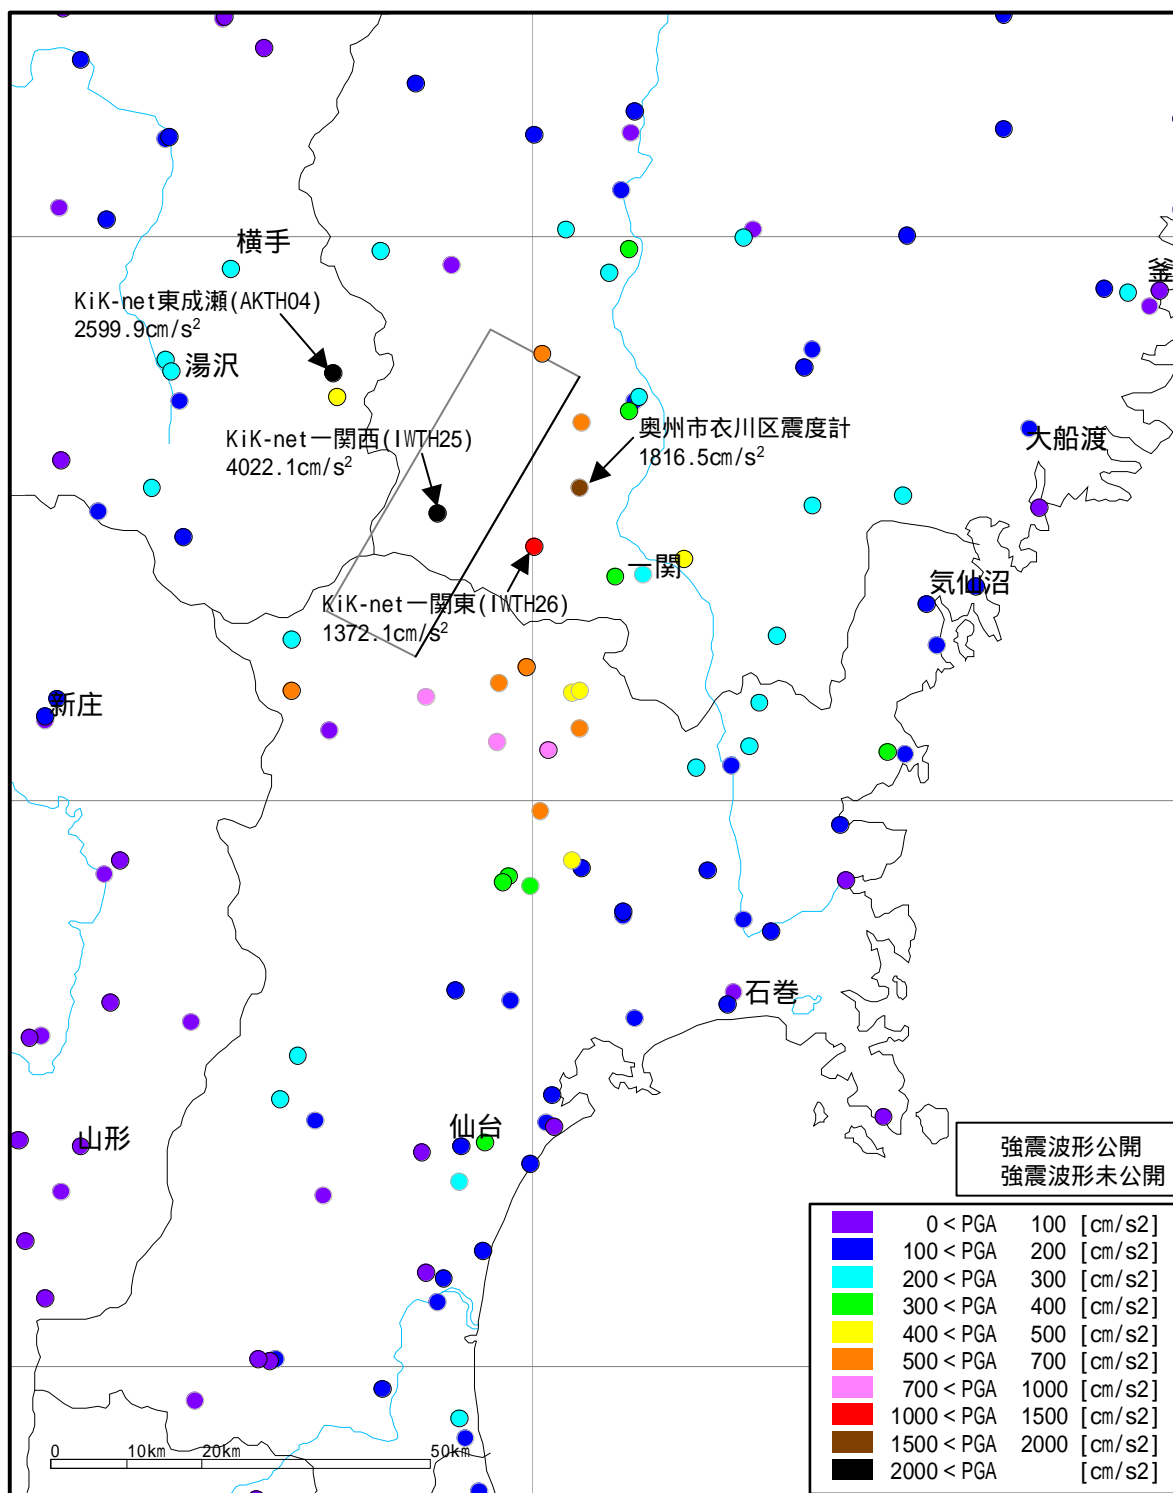 横手
釜
KiK-net東成瀬(AKTH04)
2599.9cm/s²
湯沢
KiK-net一関西(IWTH25)
4022.1cm/s²
奥州市衣川区震度計
1816.5cm/s²
大船渡
一関
気仙沼
KiK-net一関東(IWTH26)
1372.1cm/s²
新庄
石巻
仙台
山形
強震波形公開
強震波形未公開
0 < PGA 100 [cm/s2]
100 < PGA 200 [cm/s2]
200 < PGA 300 [cm/s2]
300 < PGA 400 [cm/s2]
400 < PGA 500 [cm/s2]
500 < PGA 700 [cm/s2]
700 < PGA 1000 [cm/s2]
1000 < PGA 1500 [cm/s2]
1500 < PGA 2000 [cm/s2]
2000 < PGA [cm/s2]
0 10km 20km 50km